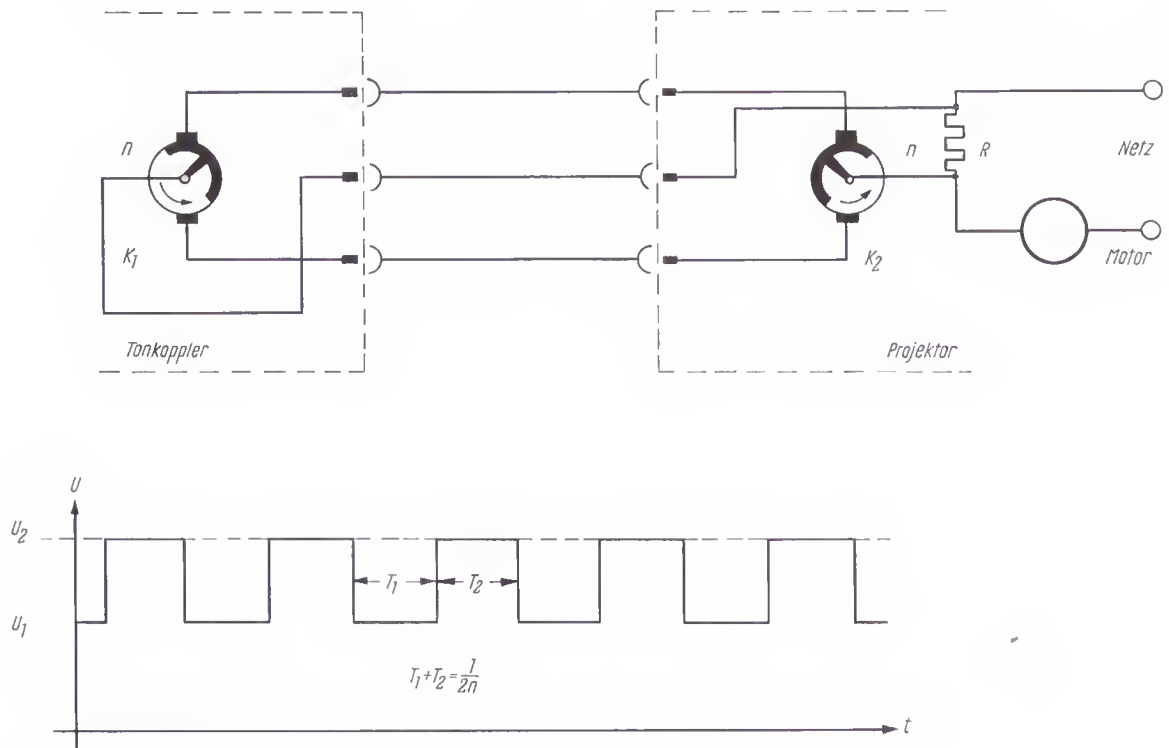 n
K₁
Tonkoppler
n
R
Netz
K₂
Motor
Projektor
U
U₂
T₁
T₂
U₁
T₁+T₂=1/2n
t